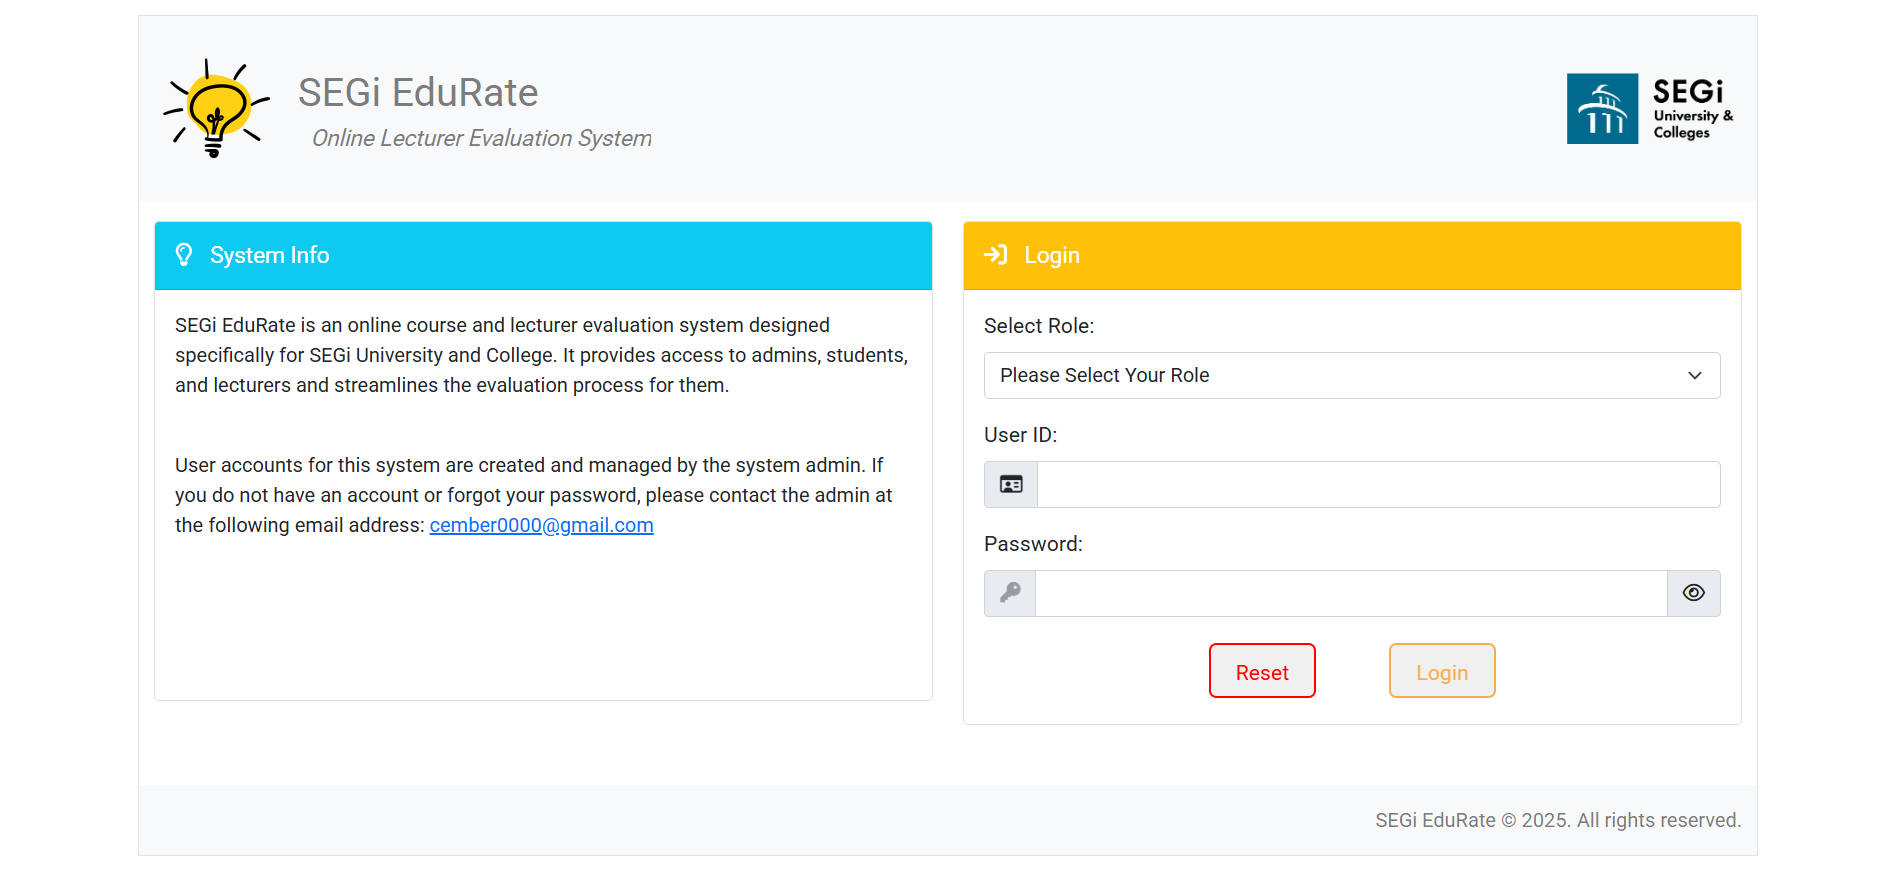 SEGi EduRate
Online Lecturer Evaluation System
SEGi
University &
Colleges
System Info
SEGi EduRate is an online course and lecturer evaluation system designed
specifically for SEGi University and College. It provides access to admins, students,
and lecturers and streamlines the evaluation process for them.
User accounts for this system are created and managed by the system admin. If
you do not have an account or forgot your password, please contact the admin at
the following email address: cember0000@gmail.com
Login
Select Role:
Please Select Your Role
User ID:
Password:
Reset
Login
SEGi EduRate © 2025. All rights reserved.